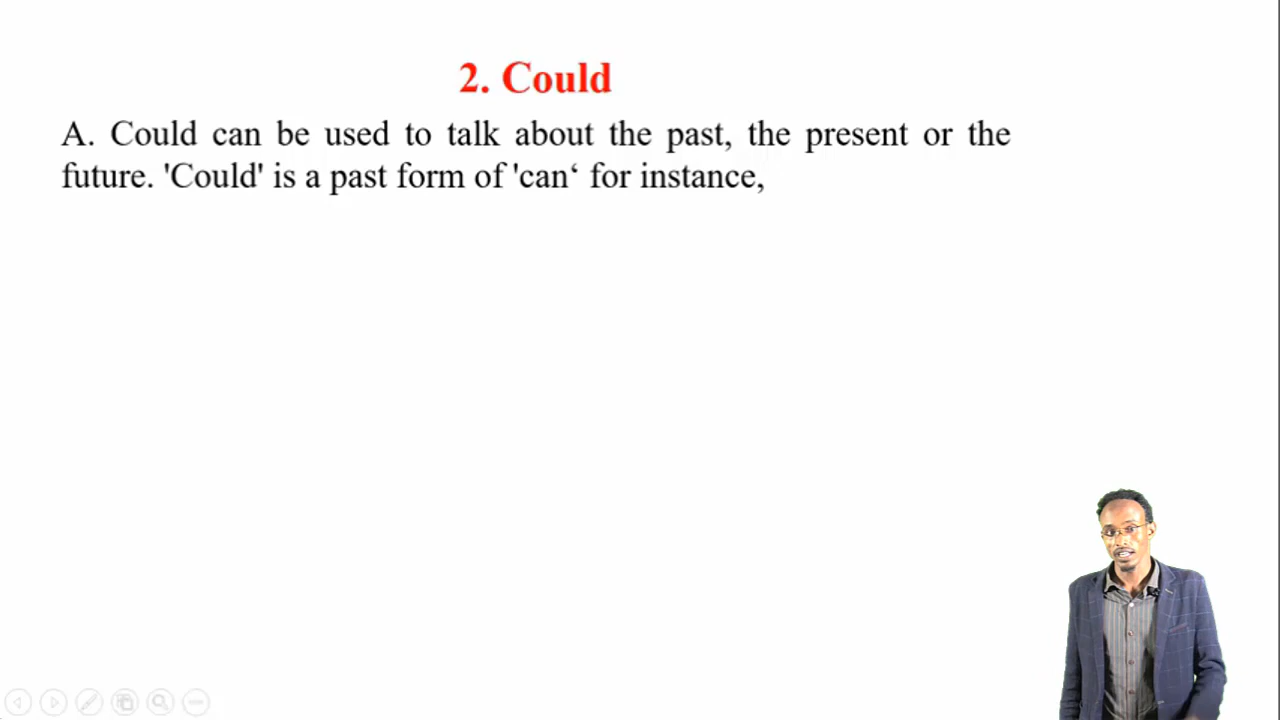 2. Could
A. Could can be used to talk about the past, the present or the
future. 'Could' is a past form of 'can‘ for instance,